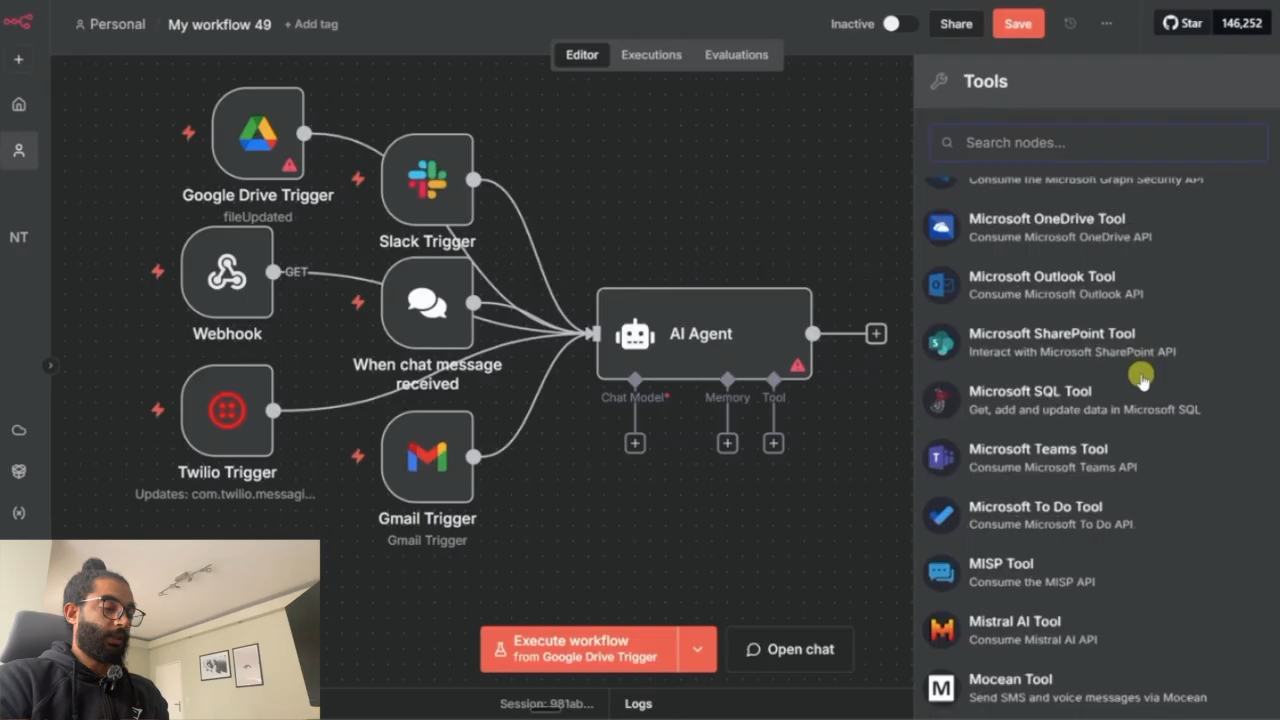 Personal
My workflow 49
+ Add tag
Inactive
Share
Save
Star
146,252
Editor
Executions
Evaluations
Tools
Search nodes...
Consume the Microsoft Graph Security API
Microsoft OneDrive Tool
Consume Microsoft OneDrive API
Microsoft Outlook Tool
Consume Microsoft Outlook API
Microsoft SharePoint Tool
Interact with Microsoft SharePoint API
Microsoft SQL Tool
Get, add and update data in Microsoft SQL
Microsoft Teams Tool
Consume Microsoft Teams API
Microsoft To Do Tool
Consume Microsoft To Do API.
MISP Tool
Consume the MISP API
Mistral AI Tool
Consume Mistral AI API
M
Mocean Tool
Send SMS and voice messages via Mocean
NT
Google Drive Trigger
fileUpdated
Slack Trigger
GET
Webhook
When chat message
received
Twilio Trigger
Updates: com.twilio.messagi...
Gmail Trigger
Gmail Trigger
AI Agent
Chat Model*
Memory
Tool
Execute workflow
from Google Drive Trigger
Open chat
Session: 981ab...
Logs